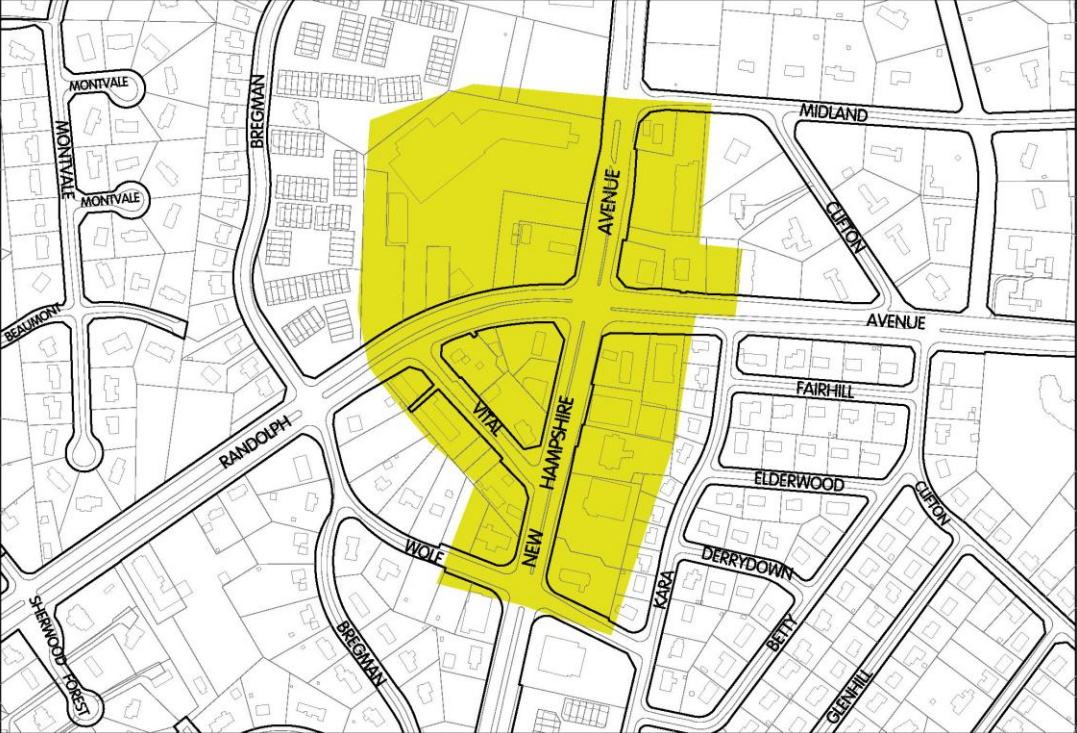 MONTVALE
BREGMAN
MIDLAND
MONTVALE
MONTVALE
AVENUE
CLIFTON
BEAUMONT
AVENUE
FAIRHILL
VITAL
HAMPSHIRE
RANDOLPH
ELDERWOOD
CLIFTON
NEW
WOLF
DERRYDOWN
KARA
SHERWOOD FOREST
BREGMAN
BETTY
GLENHILL